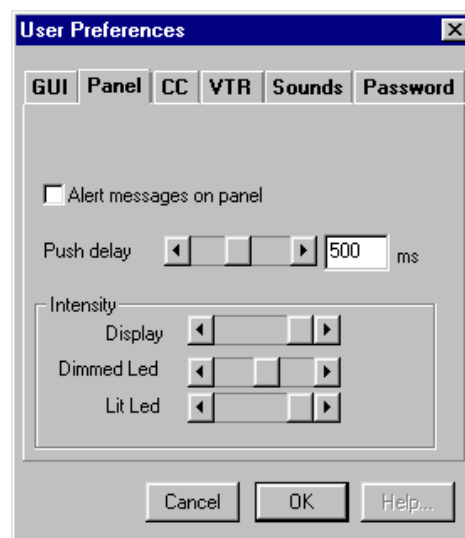 User Preferences
GUI Panel CC VTR Sounds Password
Alert messages on panel
Push delay 500 ms
Intensity
Display
Dimmed Led
Lit Led
Cancel OK Help...